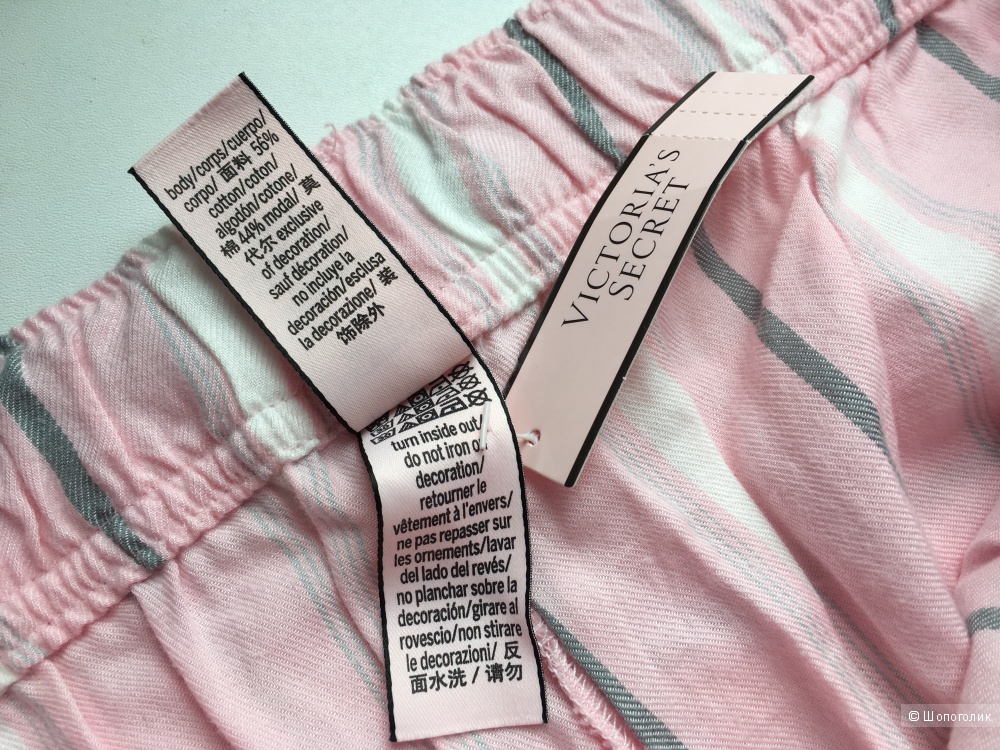 body/corps/cuerpo/
corpo/ 面料 56%
cotton/coton/
algodón/cotone/
棉 44% modal/ 莫
代尔 exclusive
of decoration/
sauf décoration/
no incluye la
decoración/esclusa
la decorazione/ 装
饰除外
turn inside out/
do not iron on
decoration/
retourner le
vêtement à l'envers/
ne pas repasser sur
les ornements/lavar
del lado del revés/
no planchar sobre la
decoración/girare al
rovescio/non stirare
le decorazioni/ 反
面水洗 / 请勿
VICTORIA'S
SECRET
© Шопоголик